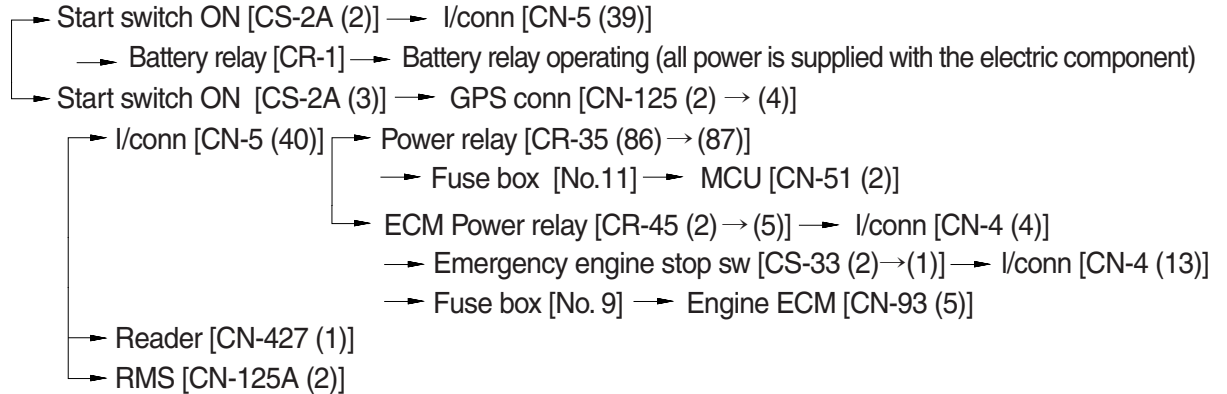 Start switch ON [CS-2A (2)] → I/conn [CN-5 (39)]
→ Battery relay [CR-1] → Battery relay operating (all power is supplied with the electric component)
Start switch ON [CS-2A (3)] → GPS conn [CN-125 (2) → (4)]
→ I/conn [CN-5 (40)] → Power relay [CR-35 (86) → (87)]
→ Fuse box [No.11] → MCU [CN-51 (2)]
→ ECM Power relay [CR-45 (2) → (5)] → I/conn [CN-4 (4)]
→ Emergency engine stop sw [CS-33 (2)→(1)] → I/conn [CN-4 (13)]
→ Fuse box [No. 9] → Engine ECM [CN-93 (5)]
→ Reader [CN-427 (1)]
→ RMS [CN-125A (2)]